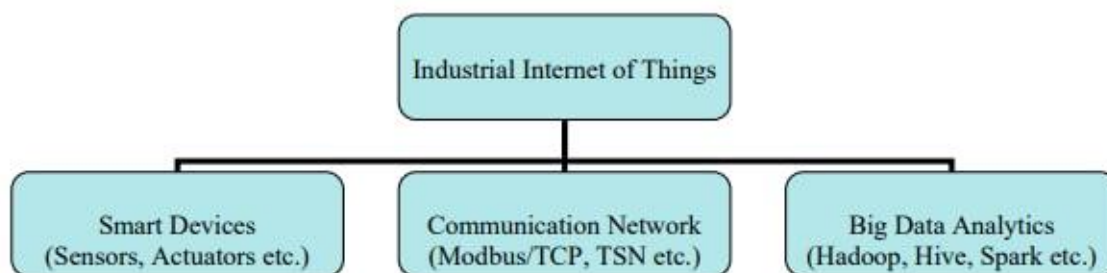 Industrial Internet of Things
Smart Devices
(Sensors, Actuators etc.)
Communication Network
(Modbus/TCP, TSN etc.)
Big Data Analytics
(Hadoop, Hive, Spark etc.)